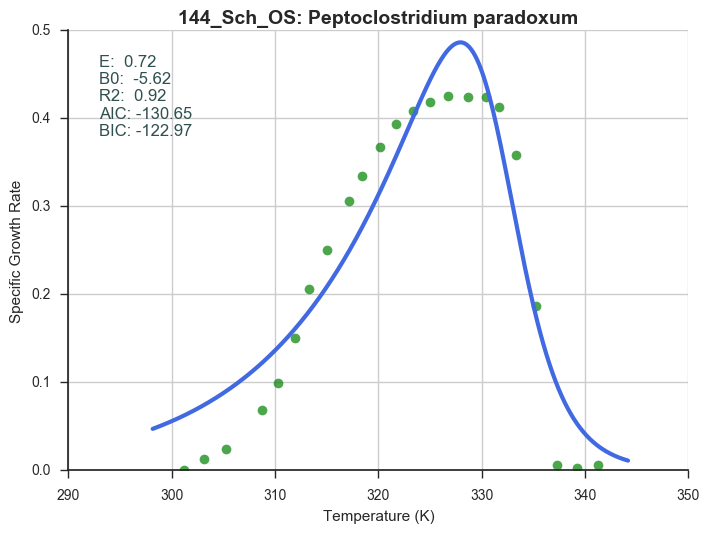 144_Sch_OS: Peptoclostridium paradoxum
E:  0.72
B0:  -5.62
R2:  0.92
AIC: -130.65
BIC: -122.97
Specific Growth Rate
0.5
0.4
0.3
0.2
0.1
0.0
290 300 310 320 330 340 350
Temperature (K)